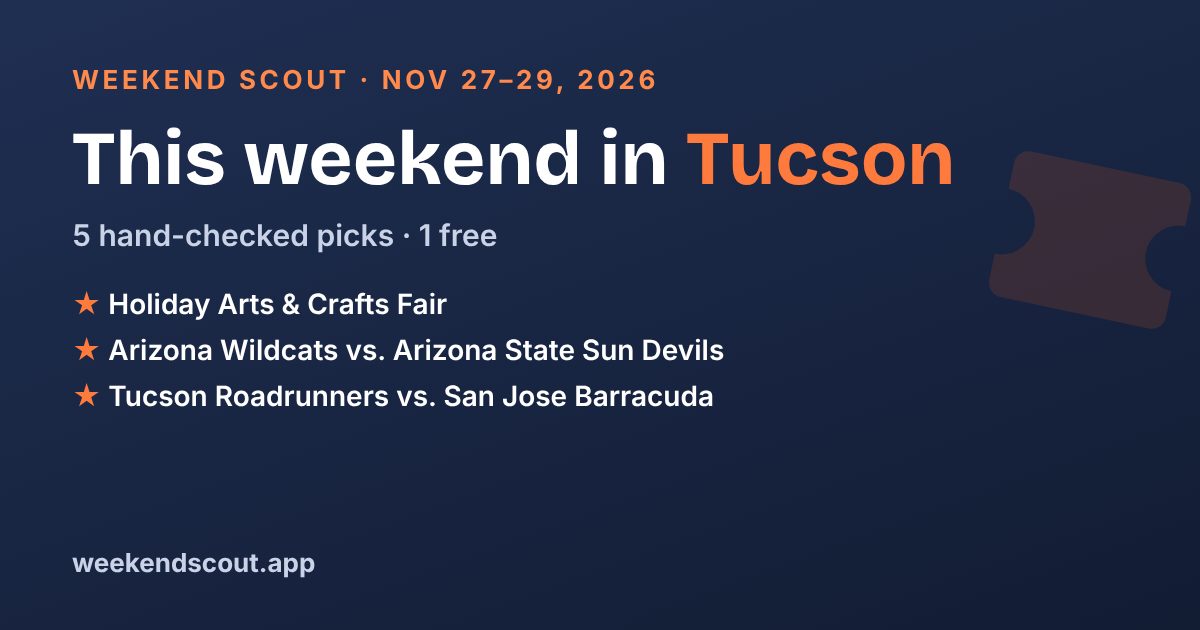 WEEKEND SCOUT · NOV 27–29, 2026
This weekend in Tucson
5 hand-checked picks · 1 free
★ Holiday Arts & Crafts Fair
★ Arizona Wildcats vs. Arizona State Sun Devils
★ Tucson Roadrunners vs. San Jose Barracuda
weekendscout.app